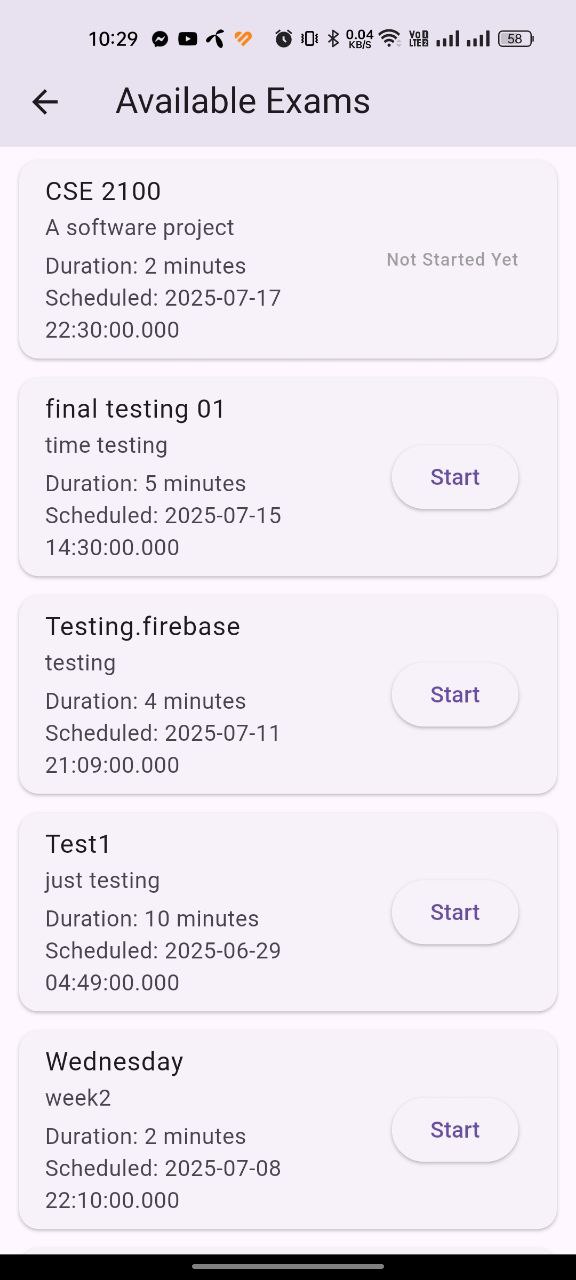 10:29 0.04 KB/S VoD LTE2 58
Available Exams
CSE 2100
A software project
Duration: 2 minutes
Scheduled: 2025-07-17
22:30:00.000
Not Started Yet
final testing 01
time testing
Duration: 5 minutes
Scheduled: 2025-07-15
14:30:00.000
Start
Testing.firebase
testing
Duration: 4 minutes
Scheduled: 2025-07-11
21:09:00.000
Start
Test1
just testing
Duration: 10 minutes
Scheduled: 2025-06-29
04:49:00.000
Start
Wednesday
week2
Duration: 2 minutes
Scheduled: 2025-07-08
22:10:00.000
Start